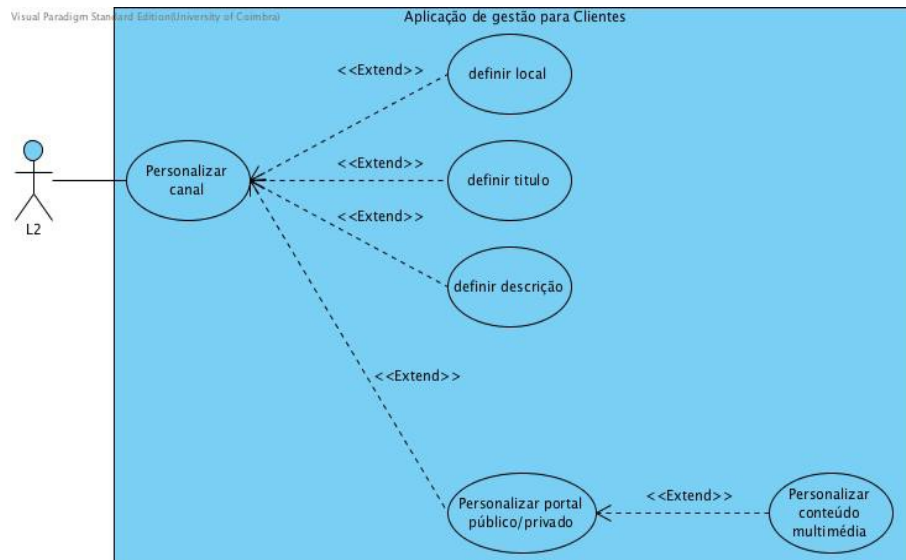 Visual Paradigm Standard Edition(University of Coimbra)
Aplicação de gestão para Clientes
<<Extend>>
definir local
Personalizar
canal
<<Extend>>
definir titulo
L2
<<Extend>>
definir descrição
<<Extend>>
Personalizar portal
público/privado
<<Extend>>
Personalizar
conteúdo
multimédia